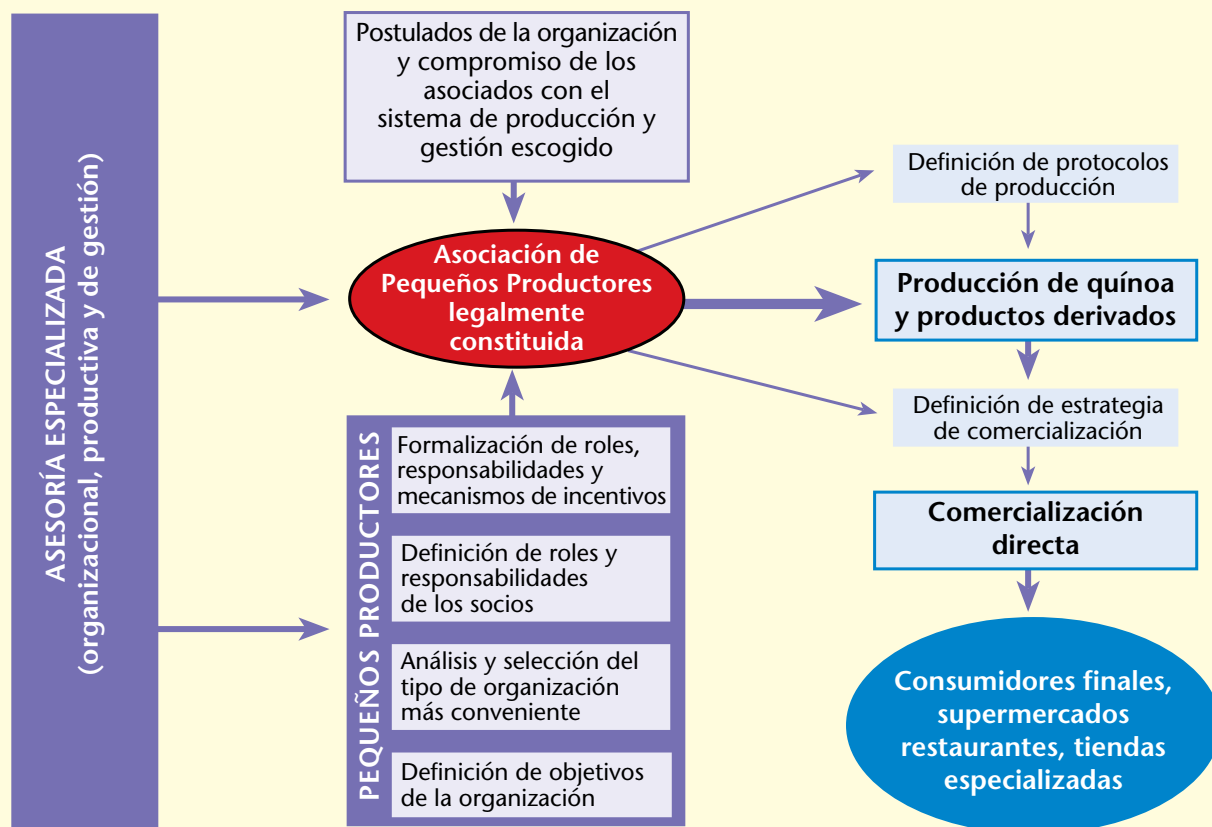 ASESORÍA ESPECIALIZADA
(organizacional, productiva y de gestión)
Postulados de la organización
y compromiso de los
asociados con el
sistema de producción y
gestión escogido
Asociación de
Pequeños Productores
legalmente
constituida
PEQUEÑOS PRODUCTORES
Formalización de roles,
responsabilidades y
mecanismos de incentivos
Definición de roles y
responsabilidades
de los socios
Análisis y selección del
tipo de organización
más conveniente
Definición de objetivos
de la organización
Definición de protocolos
de producción
Producción de quínoa
y productos derivados
Definición de estrategia
de comercialización
Comercialización
directa
Consumidores finales,
supermercados
restaurantes, tiendas
especializadas